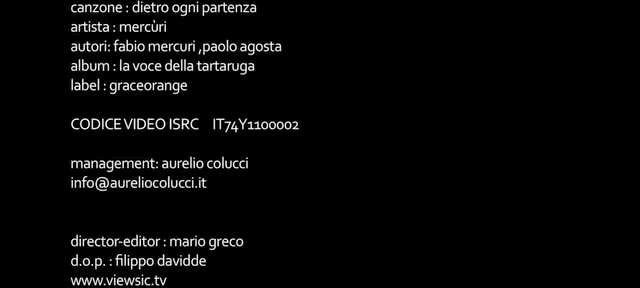 canzone : dietro ogni partenza
artista : mercùri
autori: fabio mercuri ,paolo agosta
album : la voce della tartaruga
label : graceorange
CODICE VIDEO ISRC IT74Y1100002
management: aurelio colucci
info@aureliocolucci.it
director-editor : mario greco
d.o.p. : filippo davidde
www.viewsic.tv